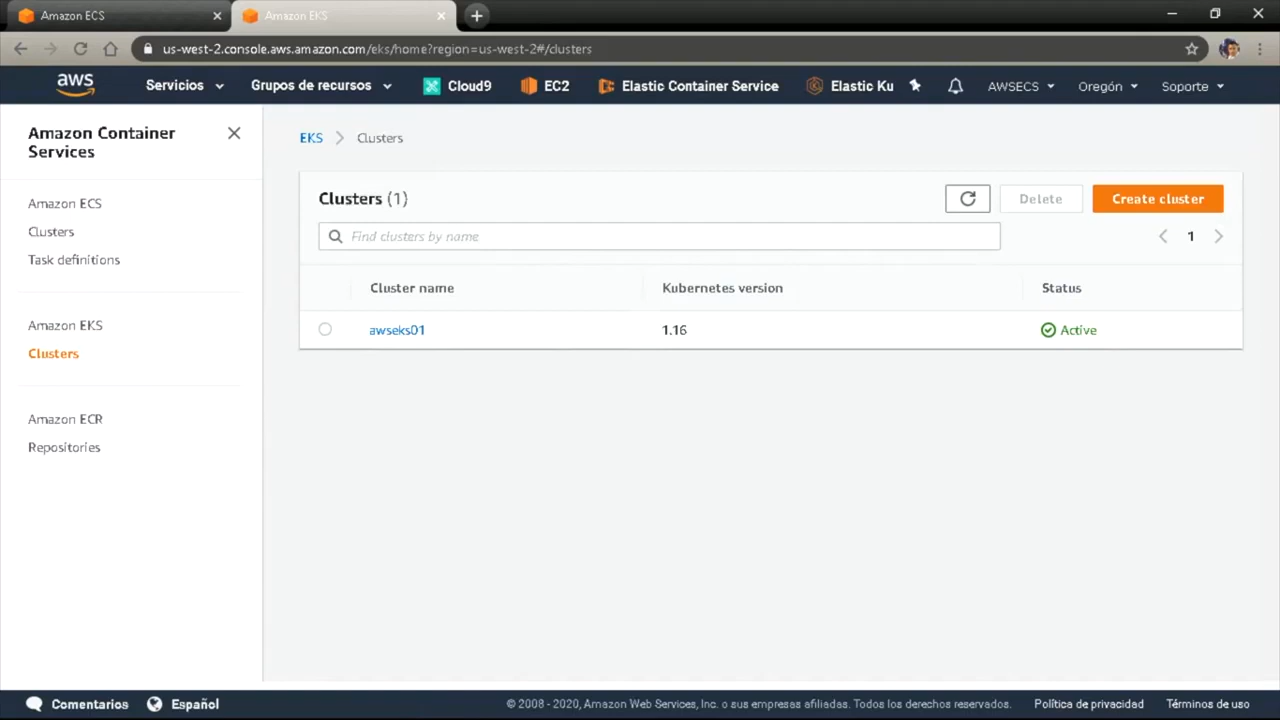 Amazon ECS
Amazon EKS
us-west-2.console.aws.amazon.com/eks/home?region=us-west-2#/clusters
aws
Servicios
Grupos de recursos
Cloud9
EC2
Elastic Container Service
Elastic Ku
AWSECS
Oregón
Soporte
Amazon Container
Services
Amazon ECS
Clusters
Task definitions
Amazon EKS
Clusters
Amazon ECR
Repositories
EKS
Clusters
Clusters (1)
Delete
Create cluster
Find clusters by name
1
Cluster name
Kubernetes version
Status
awseks01
1.16
Active
Comentarios
Español
© 2008 - 2020, Amazon Web Services, Inc. o sus empresas afiliadas. Todos los derechos reservados.
Política de privacidad
Términos de uso